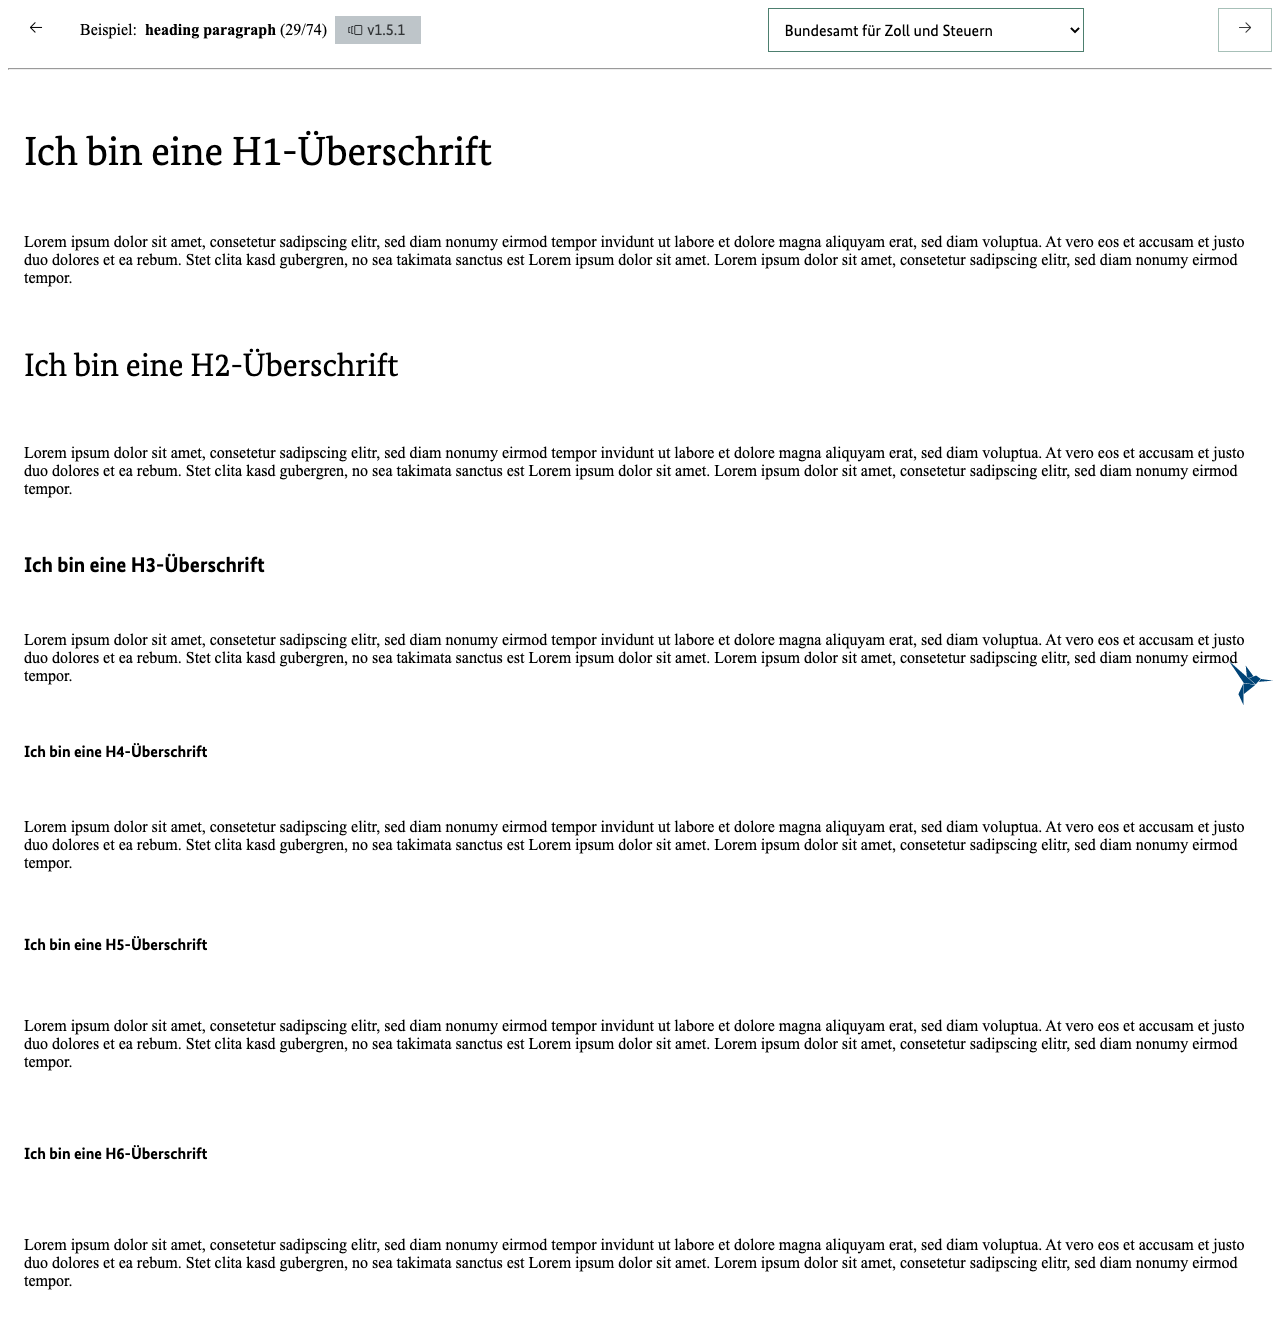 Beispiel: heading paragraph (29/74) v1.5.1 Bundesamt für Zoll und Steuern
Ich bin eine H1-Überschrift
Lorem ipsum dolor sit amet, consetetur sadipscing elitr, sed diam nonumy eirmod tempor invidunt ut labore et dolore magna aliquyam erat, sed diam voluptua. At vero eos et accusam et justo
duo dolores et ea rebum. Stet clita kasd gubergren, no sea takimata sanctus est Lorem ipsum dolor sit amet. Lorem ipsum dolor sit amet, consetetur sadipscing elitr, sed diam nonumy eirmod
tempor.
Ich bin eine H2-Überschrift
Lorem ipsum dolor sit amet, consetetur sadipscing elitr, sed diam nonumy eirmod tempor invidunt ut labore et dolore magna aliquyam erat, sed diam voluptua. At vero eos et accusam et justo
duo dolores et ea rebum. Stet clita kasd gubergren, no sea takimata sanctus est Lorem ipsum dolor sit amet. Lorem ipsum dolor sit amet, consetetur sadipscing elitr, sed diam nonumy eirmod
tempor.
Ich bin eine H3-Überschrift
Lorem ipsum dolor sit amet, consetetur sadipscing elitr, sed diam nonumy eirmod tempor invidunt ut labore et dolore magna aliquyam erat, sed diam voluptua. At vero eos et accusam et justo
duo dolores et ea rebum. Stet clita kasd gubergren, no sea takimata sanctus est Lorem ipsum dolor sit amet. Lorem ipsum dolor sit amet, consetetur sadipscing elitr, sed diam nonumy eirmod
tempor.
Ich bin eine H4-Überschrift
Lorem ipsum dolor sit amet, consetetur sadipscing elitr, sed diam nonumy eirmod tempor invidunt ut labore et dolore magna aliquyam erat, sed diam voluptua. At vero eos et accusam et justo
duo dolores et ea rebum. Stet clita kasd gubergren, no sea takimata sanctus est Lorem ipsum dolor sit amet. Lorem ipsum dolor sit amet, consetetur sadipscing elitr, sed diam nonumy eirmod
tempor.
Ich bin eine H5-Überschrift
Lorem ipsum dolor sit amet, consetetur sadipscing elitr, sed diam nonumy eirmod tempor invidunt ut labore et dolore magna aliquyam erat, sed diam voluptua. At vero eos et accusam et justo
duo dolores et ea rebum. Stet clita kasd gubergren, no sea takimata sanctus est Lorem ipsum dolor sit amet. Lorem ipsum dolor sit amet, consetetur sadipscing elitr, sed diam nonumy eirmod
tempor.
Ich bin eine H6-Überschrift
Lorem ipsum dolor sit amet, consetetur sadipscing elitr, sed diam nonumy eirmod tempor invidunt ut labore et dolore magna aliquyam erat, sed diam voluptua. At vero eos et accusam et justo
duo dolores et ea rebum. Stet clita kasd gubergren, no sea takimata sanctus est Lorem ipsum dolor sit amet. Lorem ipsum dolor sit amet, consetetur sadipscing elitr, sed diam nonumy eirmod
tempor.